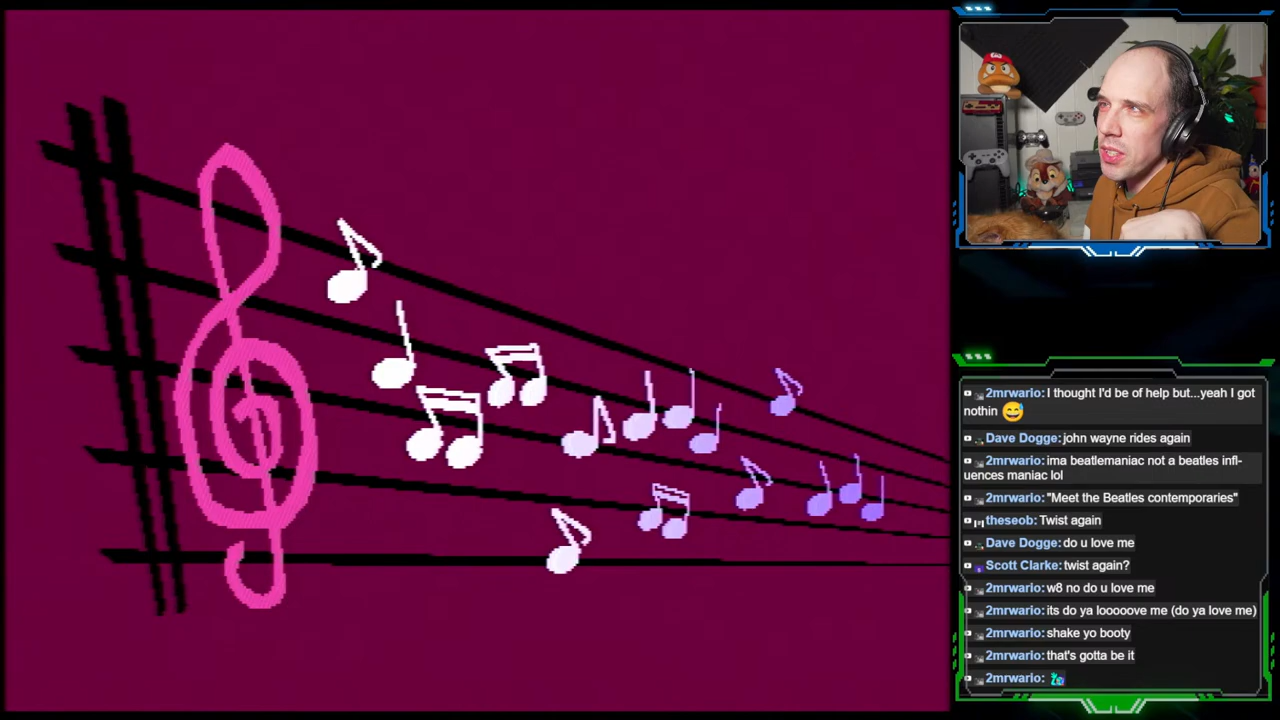 2mrwario: I thought I'd be of help but...yeah I got
nothin 😅
Dave Dogge: john wayne rides again
2mrwario: ima beatlemaniac not a beatles infl-
uences maniac lol
2mrwario: "Meet the Beatles contemporaries"
theseob: Twist again
Dave Dogge: do u love me
Scott Clarke: twist again?
2mrwario: w8 no do u love me
2mrwario: its do ya looooove me (do ya love me)
2mrwario: shake yo booty
2mrwario: that's gotta be it
2mrwario: